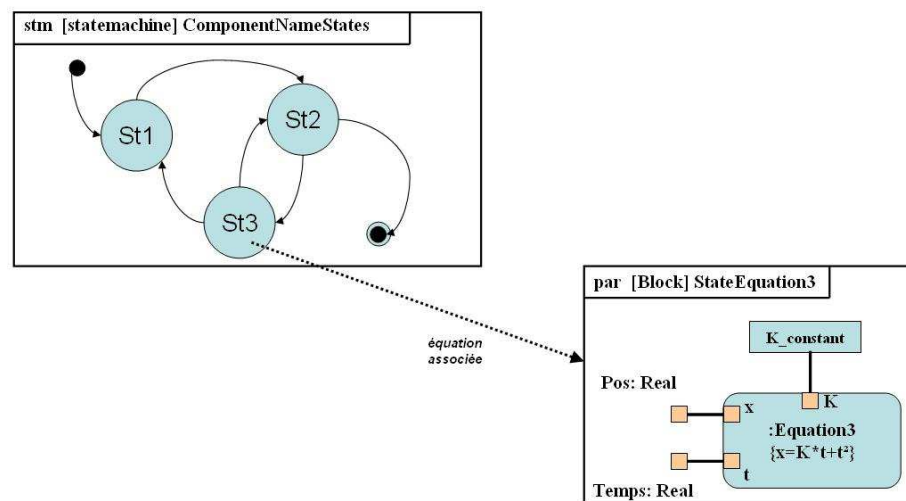 stm [statemachine] ComponentNameStates
St1
St2
St3
équation
associée
par [Block] StateEquation3
K_constant
Pos: Real
x
K
:Equation3
{x=K*t+t²}
t
Temps: Real